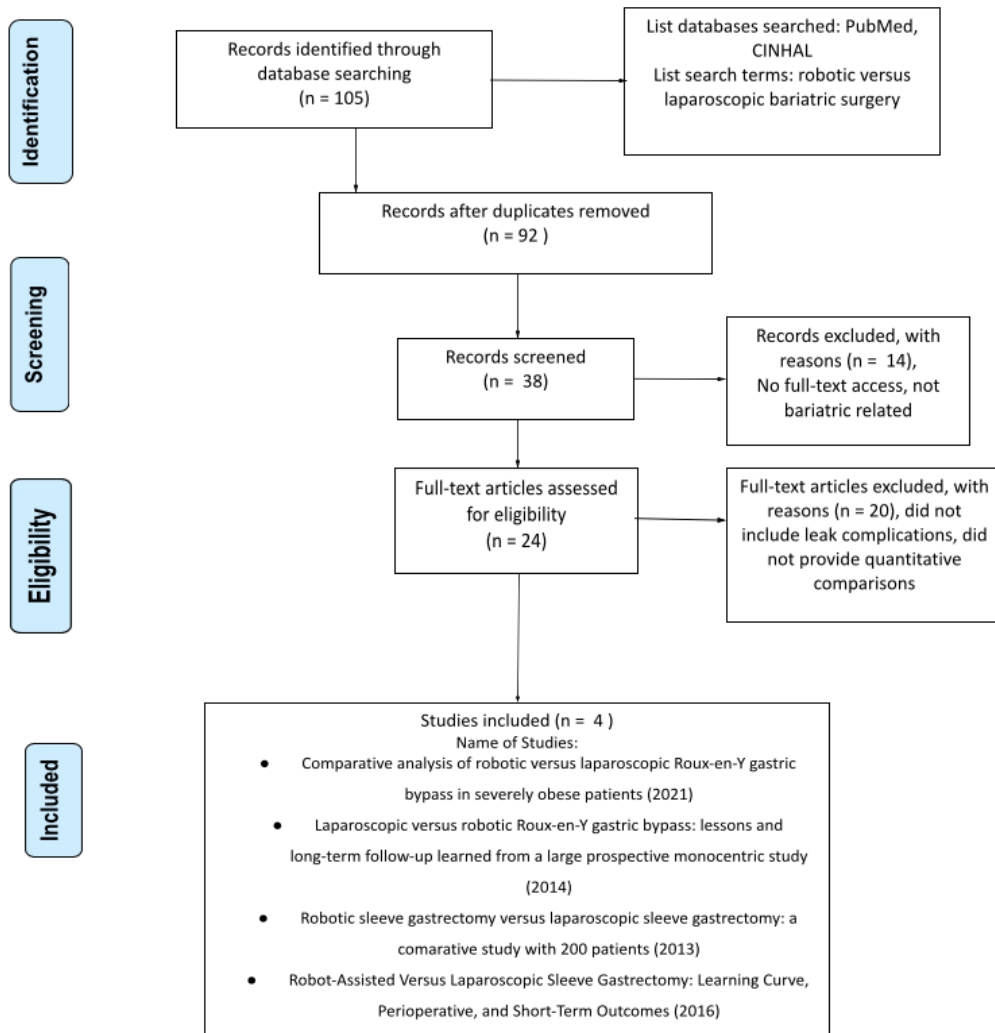 Identification
Records identified through
database searching
(n = 105)
List databases searched: PubMed,
CINHAL
List search terms: robotic versus
laparoscopic bariatric surgery
Records after duplicates removed
(n = 92 )
Screening
Records screened
(n = 38)
Records excluded, with
reasons (n = 14),
No full-text access, not
bariatric related
Eligibility
Full-text articles assessed
for eligibility
(n = 24)
Full-text articles excluded, with
reasons (n = 20), did not
include leak complications, did
not provide quantitative
comparisons
Included
Studies included (n = 4 )
Name of Studies:
● Comparative analysis of robotic versus laparoscopic Roux-en-Y gastric
bypass in severely obese patients (2021)
● Laparoscopic versus robotic Roux-en-Y gastric bypass: lessons and
long-term follow-up learned from a large prospective monocentric study
(2014)
● Robotic sleeve gastrectomy versus laparoscopic sleeve gastrectomy: a
comarative study with 200 patients (2013)
● Robot-Assisted Versus Laparoscopic Sleeve Gastrectomy: Learning Curve,
Perioperative, and Short-Term Outcomes (2016)